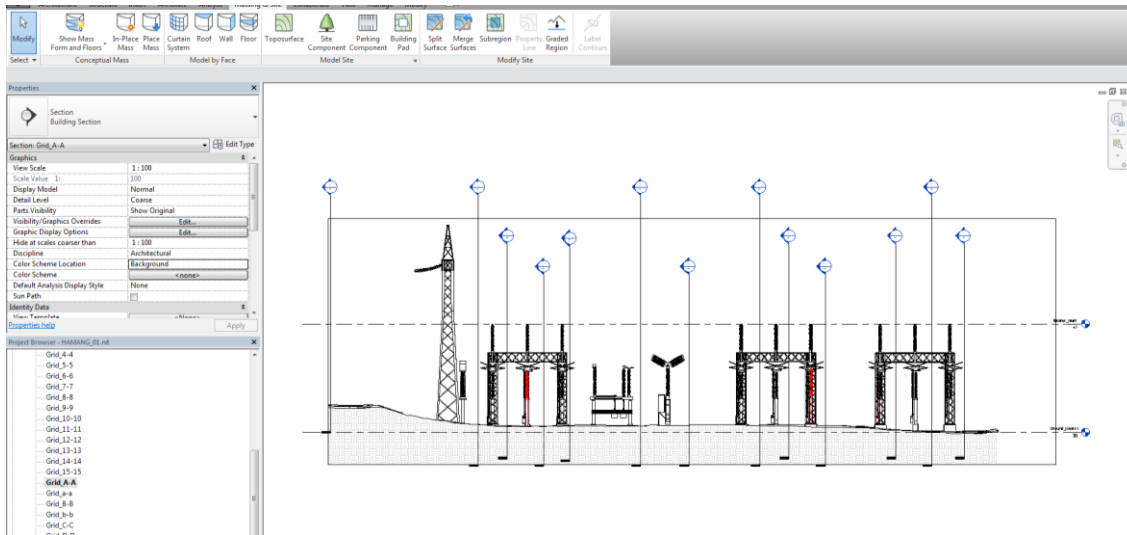 Massing & Site
Modify
Show Mass Form and Floors
In-Place Mass
Place Mass
Curtain System
Roof
Wall
Floor
Toposurface
Site Component
Parking Component
Building Pad
Split Surface
Merge Surfaces
Subregion
Property Line
Graded Region
Label Contours
Select
Conceptual Mass
Model by Face
Model Site
Modify Site
Properties
Section
Building Section
Section: Grid_A-A
Edit Type
Graphics
View Scale 1 : 100
Scale Value 1: 100
Display Model Normal
Detail Level Coarse
Parts Visibility Show Original
Visibility/Graphics Overrides Edit...
Graphic Display Options Edit...
Hide at scales coarser than 1 : 100
Discipline Architectural
Color Scheme Location Background
Color Scheme <none>
Default Analysis Display Style None
Sun Path
Identity Data
View Template <None>
Properties help
Apply
Project Browser - HAMANG_01.rvt
Grid_4-4
Grid_5-5
Grid_6-6
Grid_7-7
Grid_8-8
Grid_9-9
Grid_10-10
Grid_11-11
Grid_12-12
Grid_13-13
Grid_14-14
Grid_15-15
Grid_A-A
Grid_a-a
Grid_B-B
Grid_b-b
Grid_C-C